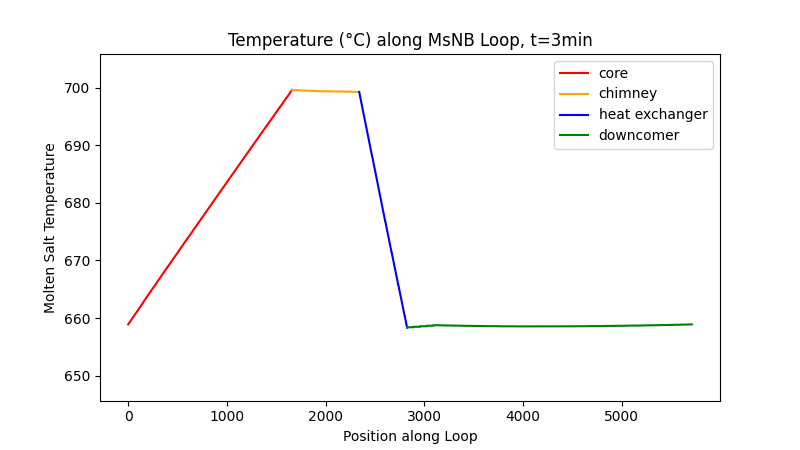 Temperature (°C) along MsNB Loop, t=3min
core
chimney
heat exchanger
downcomer
Molten Salt Temperature
700
690
680
670
660
650
0 1000 2000 3000 4000 5000
Position along Loop